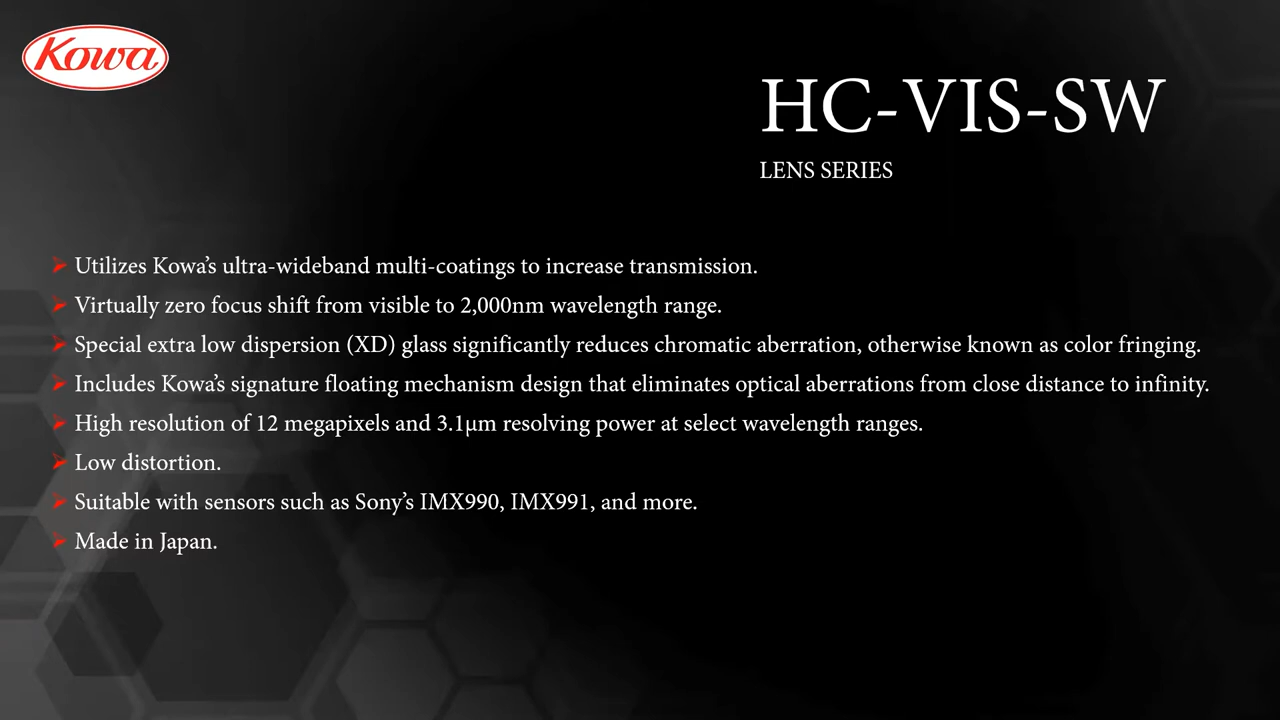 Kowa
HC-VIS-SW
LENS SERIES
Utilizes Kowa’s ultra-wideband multi-coatings to increase transmission.
Virtually zero focus shift from visible to 2,000nm wavelength range.
Special extra low dispersion (XD) glass significantly reduces chromatic aberration, otherwise known as color fringing.
Includes Kowa’s signature floating mechanism design that eliminates optical aberrations from close distance to infinity.
High resolution of 12 megapixels and 3.1µm resolving power at select wavelength ranges.
Low distortion.
Suitable with sensors such as Sony’s IMX990, IMX991, and more.
Made in Japan.